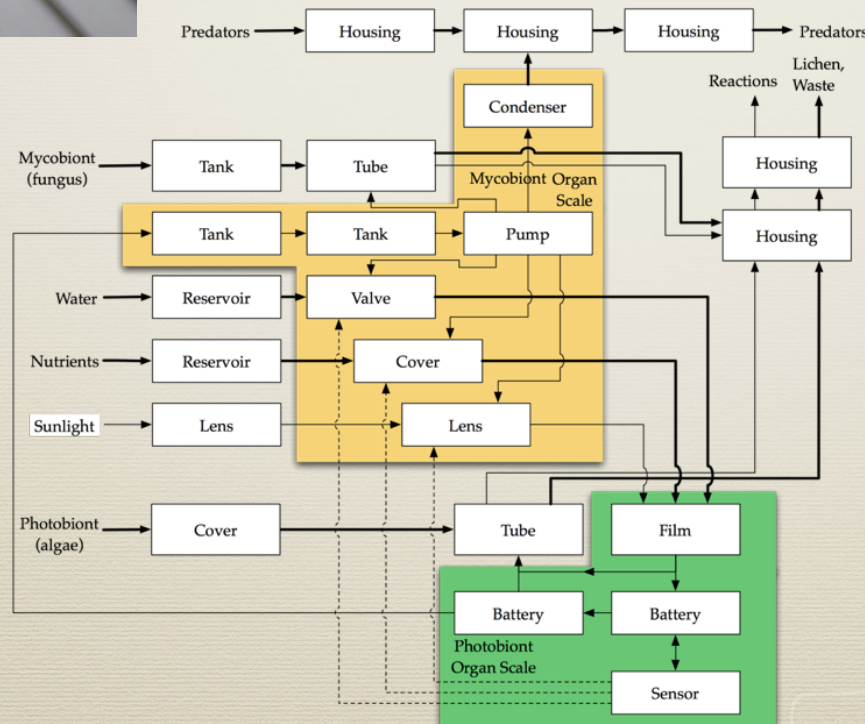 Predators
Housing
Housing
Housing
Predators
Condenser
Reactions
Lichen,
Waste
Mycobiont
(fungus)
Tank
Tube
Housing
Mycobiont Organ
Scale
Tank
Tank
Pump
Housing
Water
Reservoir
Valve
Nutrients
Reservoir
Cover
Sunlight
Lens
Lens
Photobiont
(algae)
Cover
Tube
Film
Battery
Battery
Photobiont
Organ Scale
Sensor